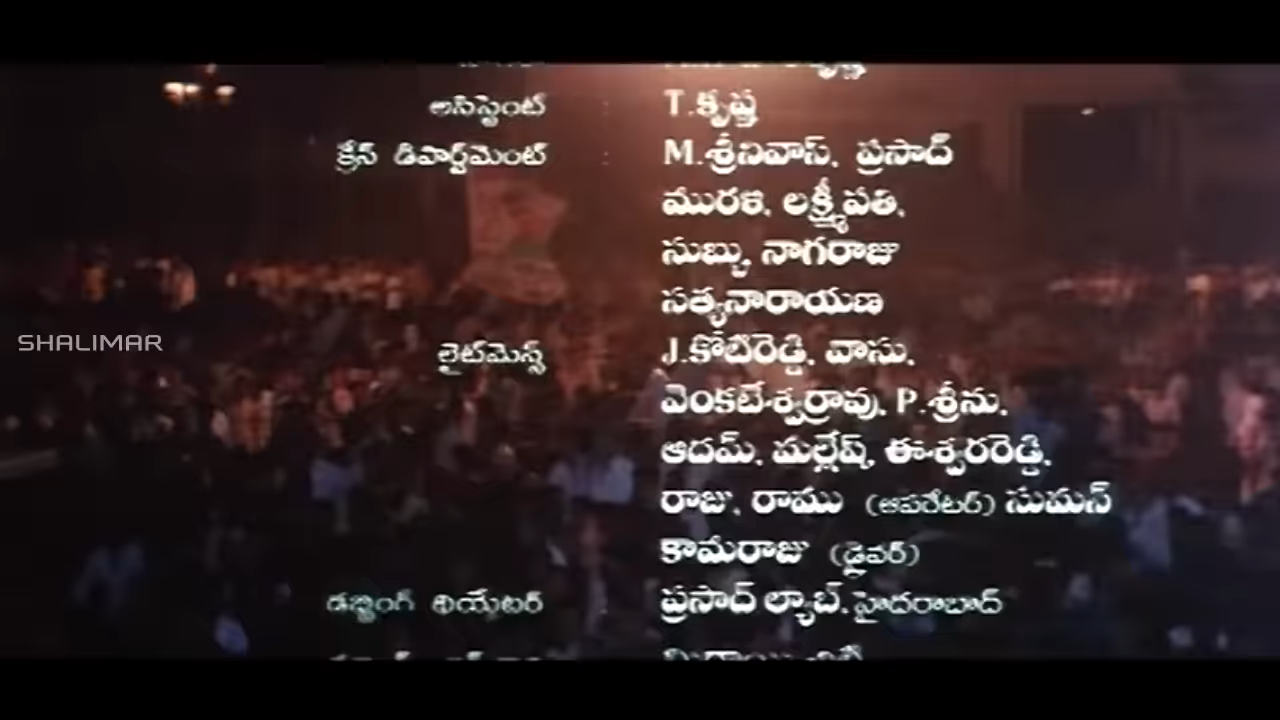 అసిస్టెంట్ : T.కృష్ణ
క్రేన్ డిపార్ట్‌మెంట్ : M.శ్రీనివాస్, ప్రసాద్
మురళి, లక్ష్మీపతి,
సుబ్బు, నాగరాజు
సత్యనారాయణ
SHALIMAR
లైట్‌మెన్స్ J.కోటిరెడ్డి, వాసు,
వెంకటేశ్వర్రావు, P.శ్రీను,
ఆదమ్, మల్లేష్, ఈశ్వరరెడ్డి,
రాజు, రాము (ఆపరేటర్) సుమన్
కామరాజు (డ్రైవర్)
డబ్బింగ్ థియేటర్ ప్రసాద్ ల్యాబ్, హైదరాబాద్